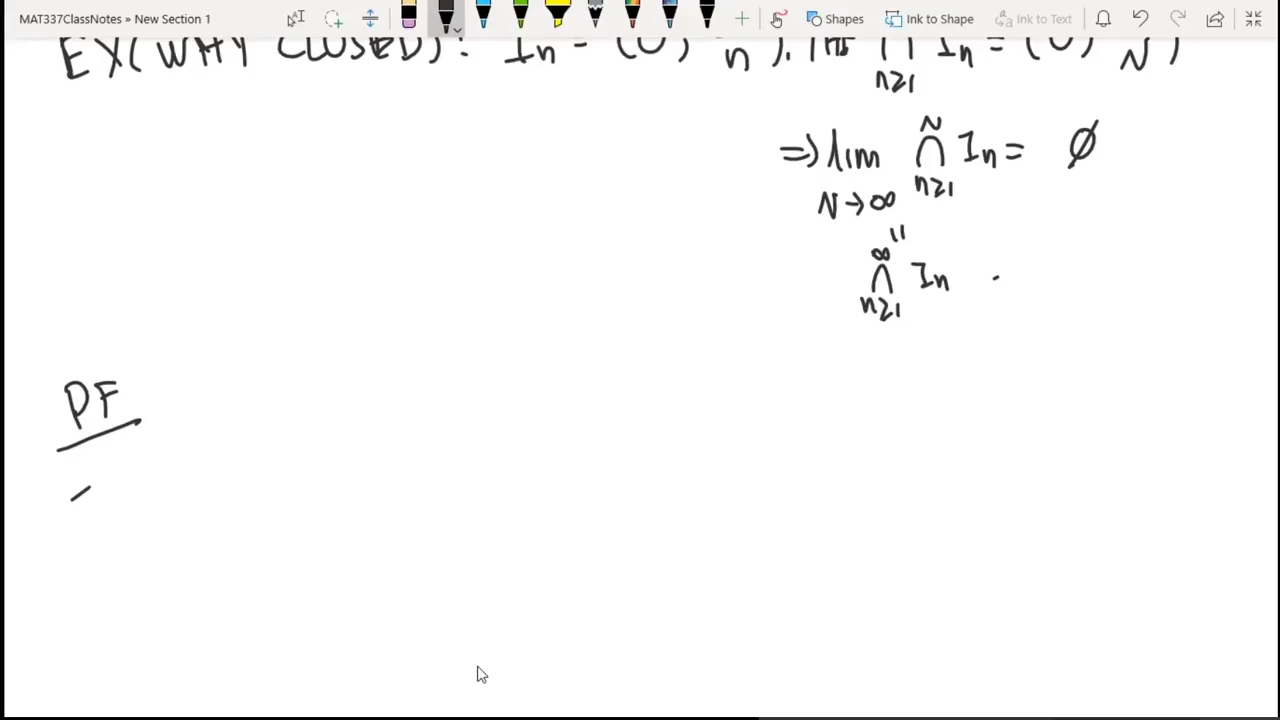 MAT337ClassNotes » New Section 1
Shapes
Ink to Shape
Ink to Text
EX(WHY CLOSED): In = (0, 1/n). lim ∩ In = (0, 1/N)
n≥1
=> lim ∩ In = ∅
N
N→∞ n≥1
"
∞
∩ In
n≥1
PF